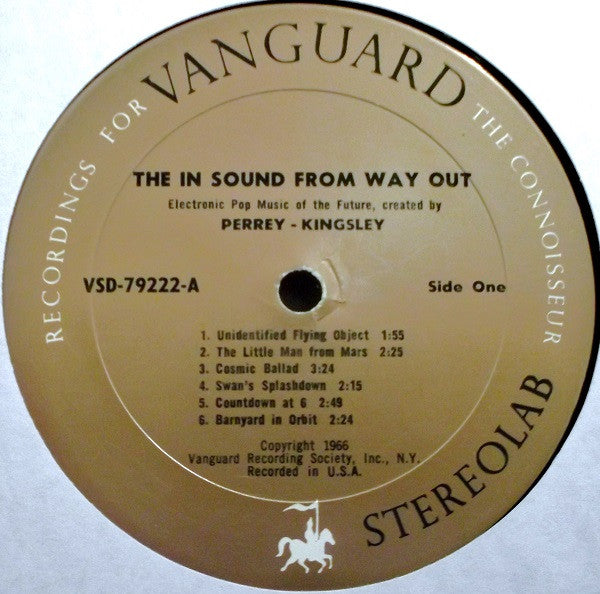 RECORDINGS FOR VANGUARD THE CONNOISSEUR
THE IN SOUND FROM WAY OUT
Electronic Pop Music of the Future, created by
PERREY - KINGSLEY
VSD-79222-A
Side One
1. Unidentified Flying Object 1:55
2. The Little Man from Mars 2:25
3. Cosmic Ballad 3:24
4. Swan's Splashdown 2:15
5. Countdown at 6 2:49
6. Barnyard in Orbit 2:24
Copyright 1966
Vanguard Recording Society, Inc., N.Y.
Recorded in U.S.A.
STEREOLAB